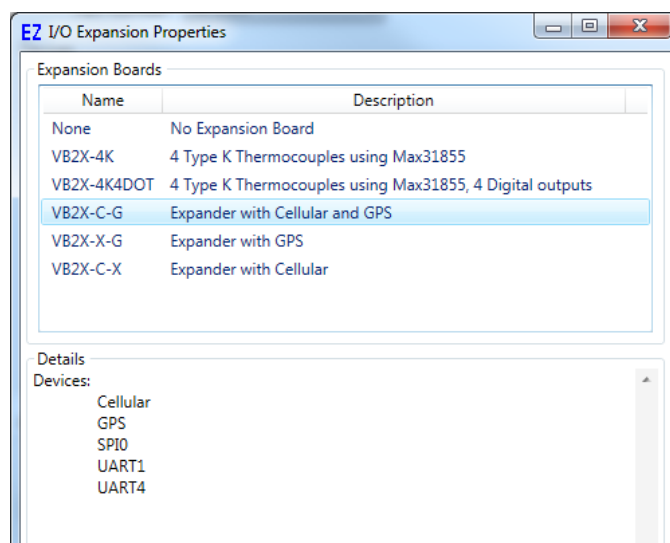 EZ I/O Expansion Properties
Expansion Boards
Name Description
None No Expansion Board
VB2X-4K 4 Type K Thermocouples using Max31855
VB2X-4K4DOT 4 Type K Thermocouples using Max31855, 4 Digital outputs
VB2X-C-G Expander with Cellular and GPS
VB2X-X-G Expander with GPS
VB2X-C-X Expander with Cellular
Details
Devices:
Cellular
GPS
SPI0
UART1
UART4